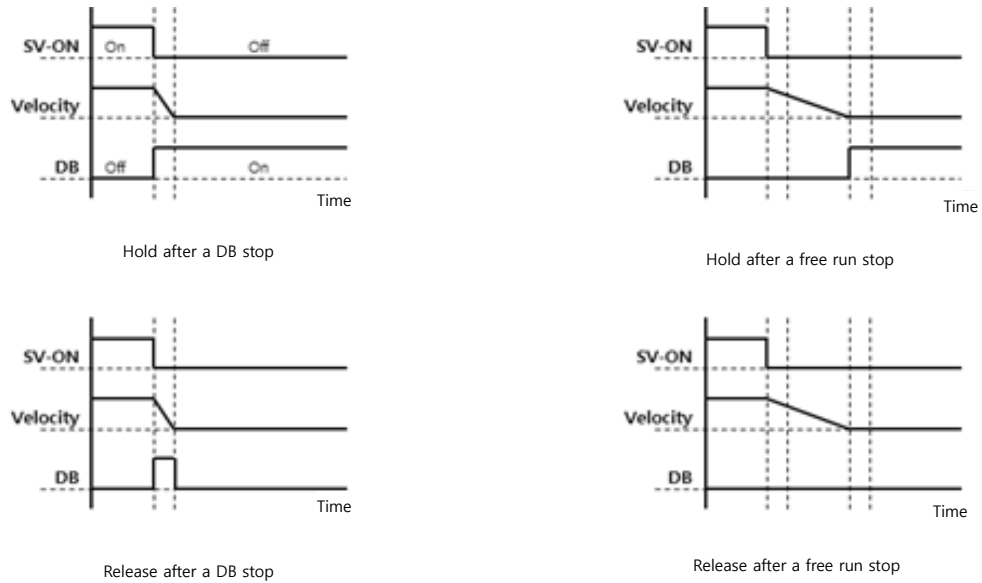 SV-ON On Off
Velocity
DB Off On
Time
Hold after a DB stop
SV-ON
Velocity
DB
Time
Hold after a free run stop
SV-ON
Velocity
DB
Time
Release after a DB stop
SV-ON
Velocity
DB
Time
Release after a free run stop